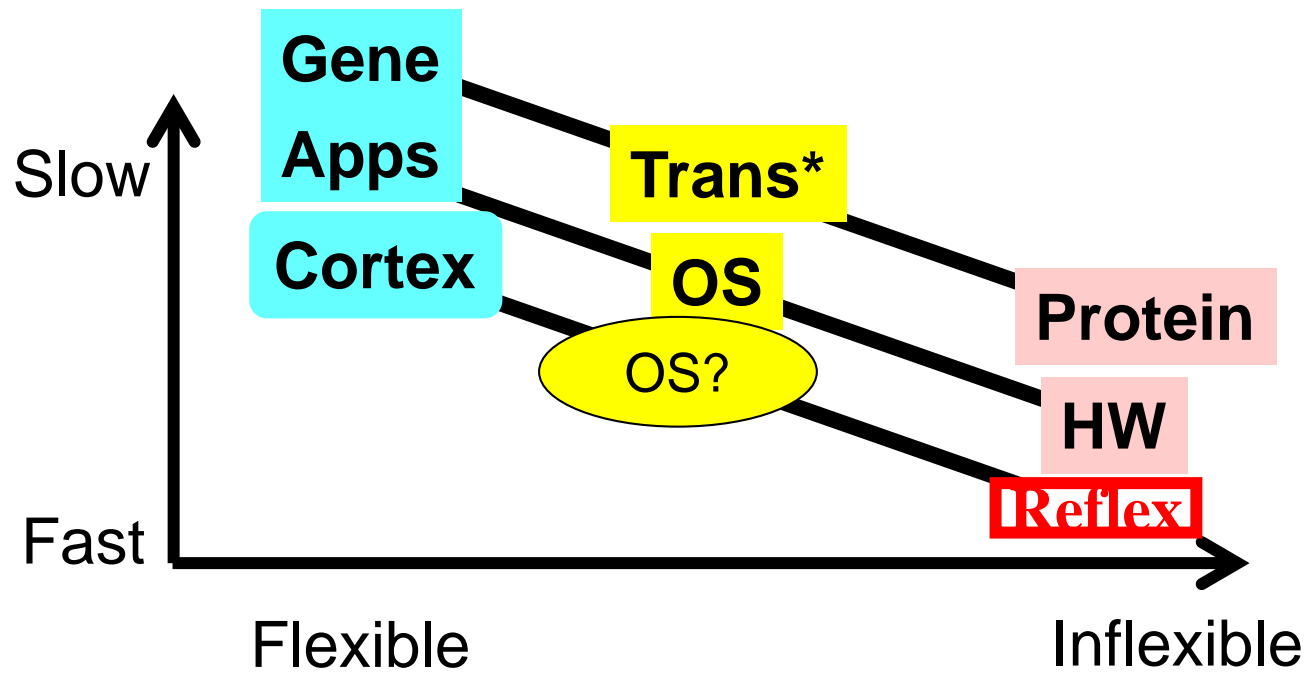 Gene
Apps
Slow
Trans*
Cortex
OS
Protein
OS?
HW
Reflex
Fast
Flexible
Inflexible